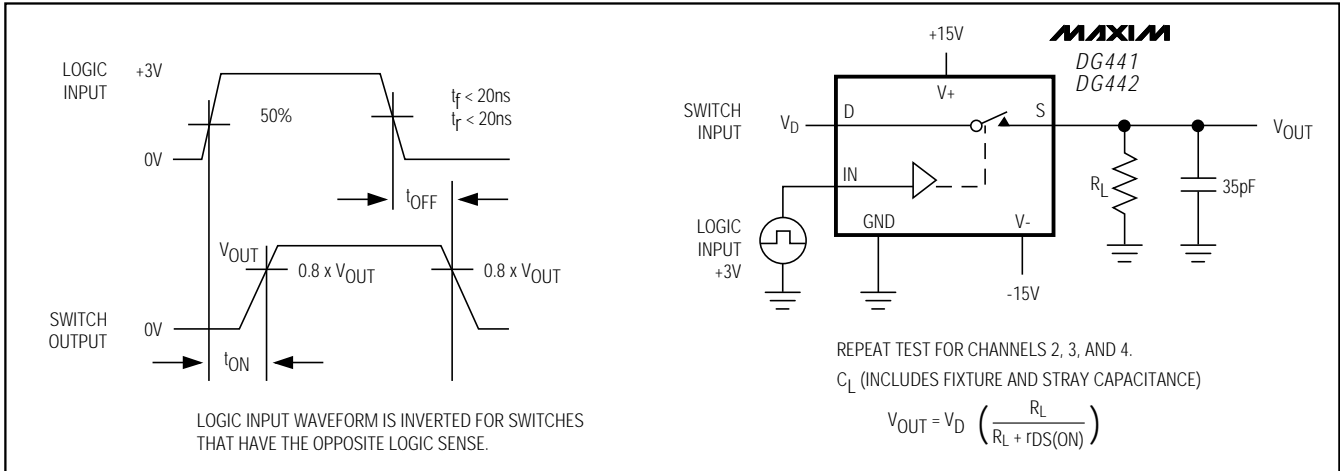 LOGIC
INPUT
+3V
0V
50%
tf < 20ns
tr < 20ns
tOFF
VOUT
0.8 x VOUT
0.8 x VOUT
SWITCH
OUTPUT
0V
tON
LOGIC INPUT WAVEFORM IS INVERTED FOR SWITCHES
THAT HAVE THE OPPOSITE LOGIC SENSE.
+15V
MAXIM
DG441
DG442
V+
SWITCH
INPUT
VD
D
S
VOUT
IN
RL
35pF
LOGIC
INPUT
+3V
GND
V-
-15V
REPEAT TEST FOR CHANNELS 2, 3, AND 4.
CL (INCLUDES FIXTURE AND STRAY CAPACITANCE)
VOUT = VD ( RL / RL + rDS(ON) )